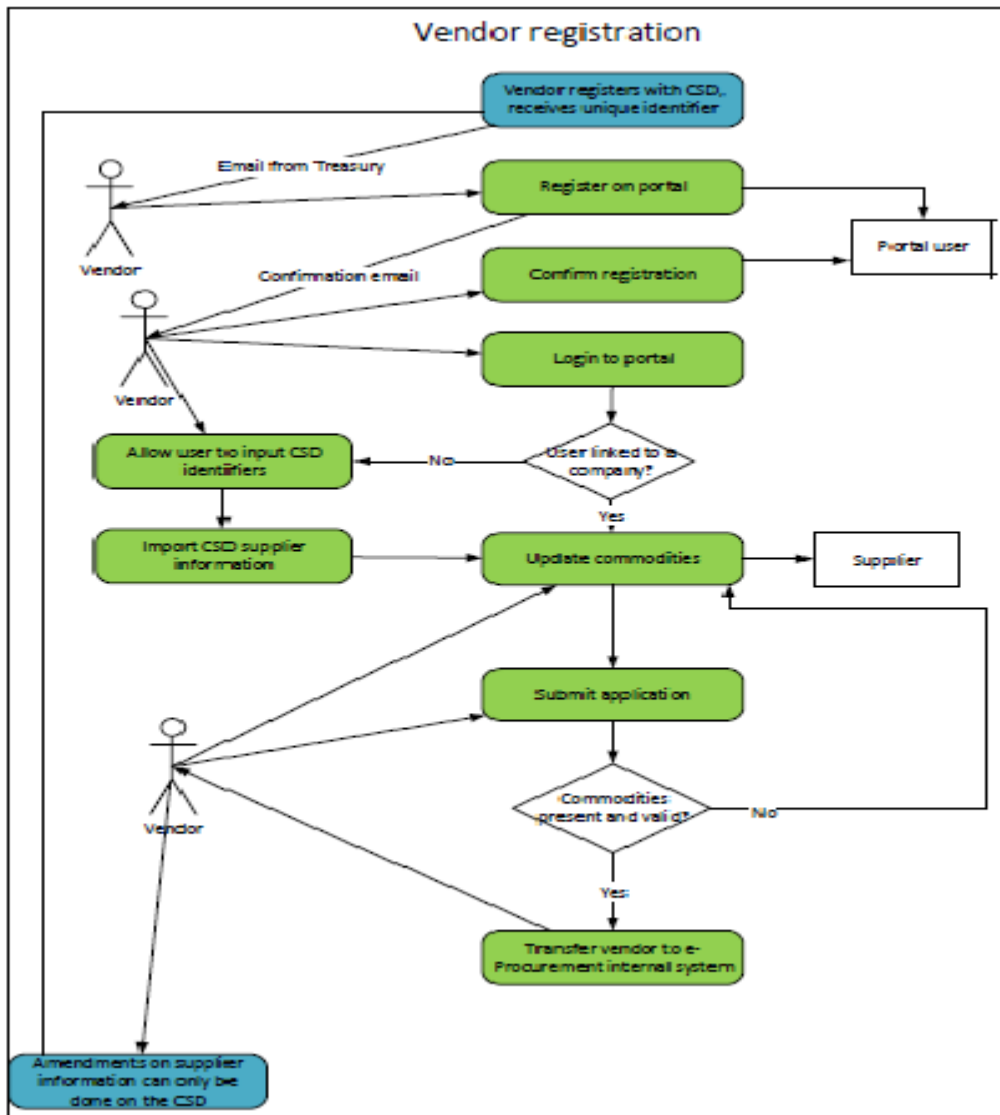 Vendor registration
Vendor registers with CSD,
receives unique identifier
Email from Treasury
Register on portal
Vendor
Portal user
Confirmation email
Confirm registration
Login to portal
Vendor
Allow user to input CSD
identifiers
No
User linked to a
company?
Yes
Import CSD supplier
information
Update commodities
Supplier
Submit application
Vendor
Commodities
present and valid?
No
Yes
Transfer vendor to e-
Procurement internal system
Amendments on supplier
information can only be
done on the CSD